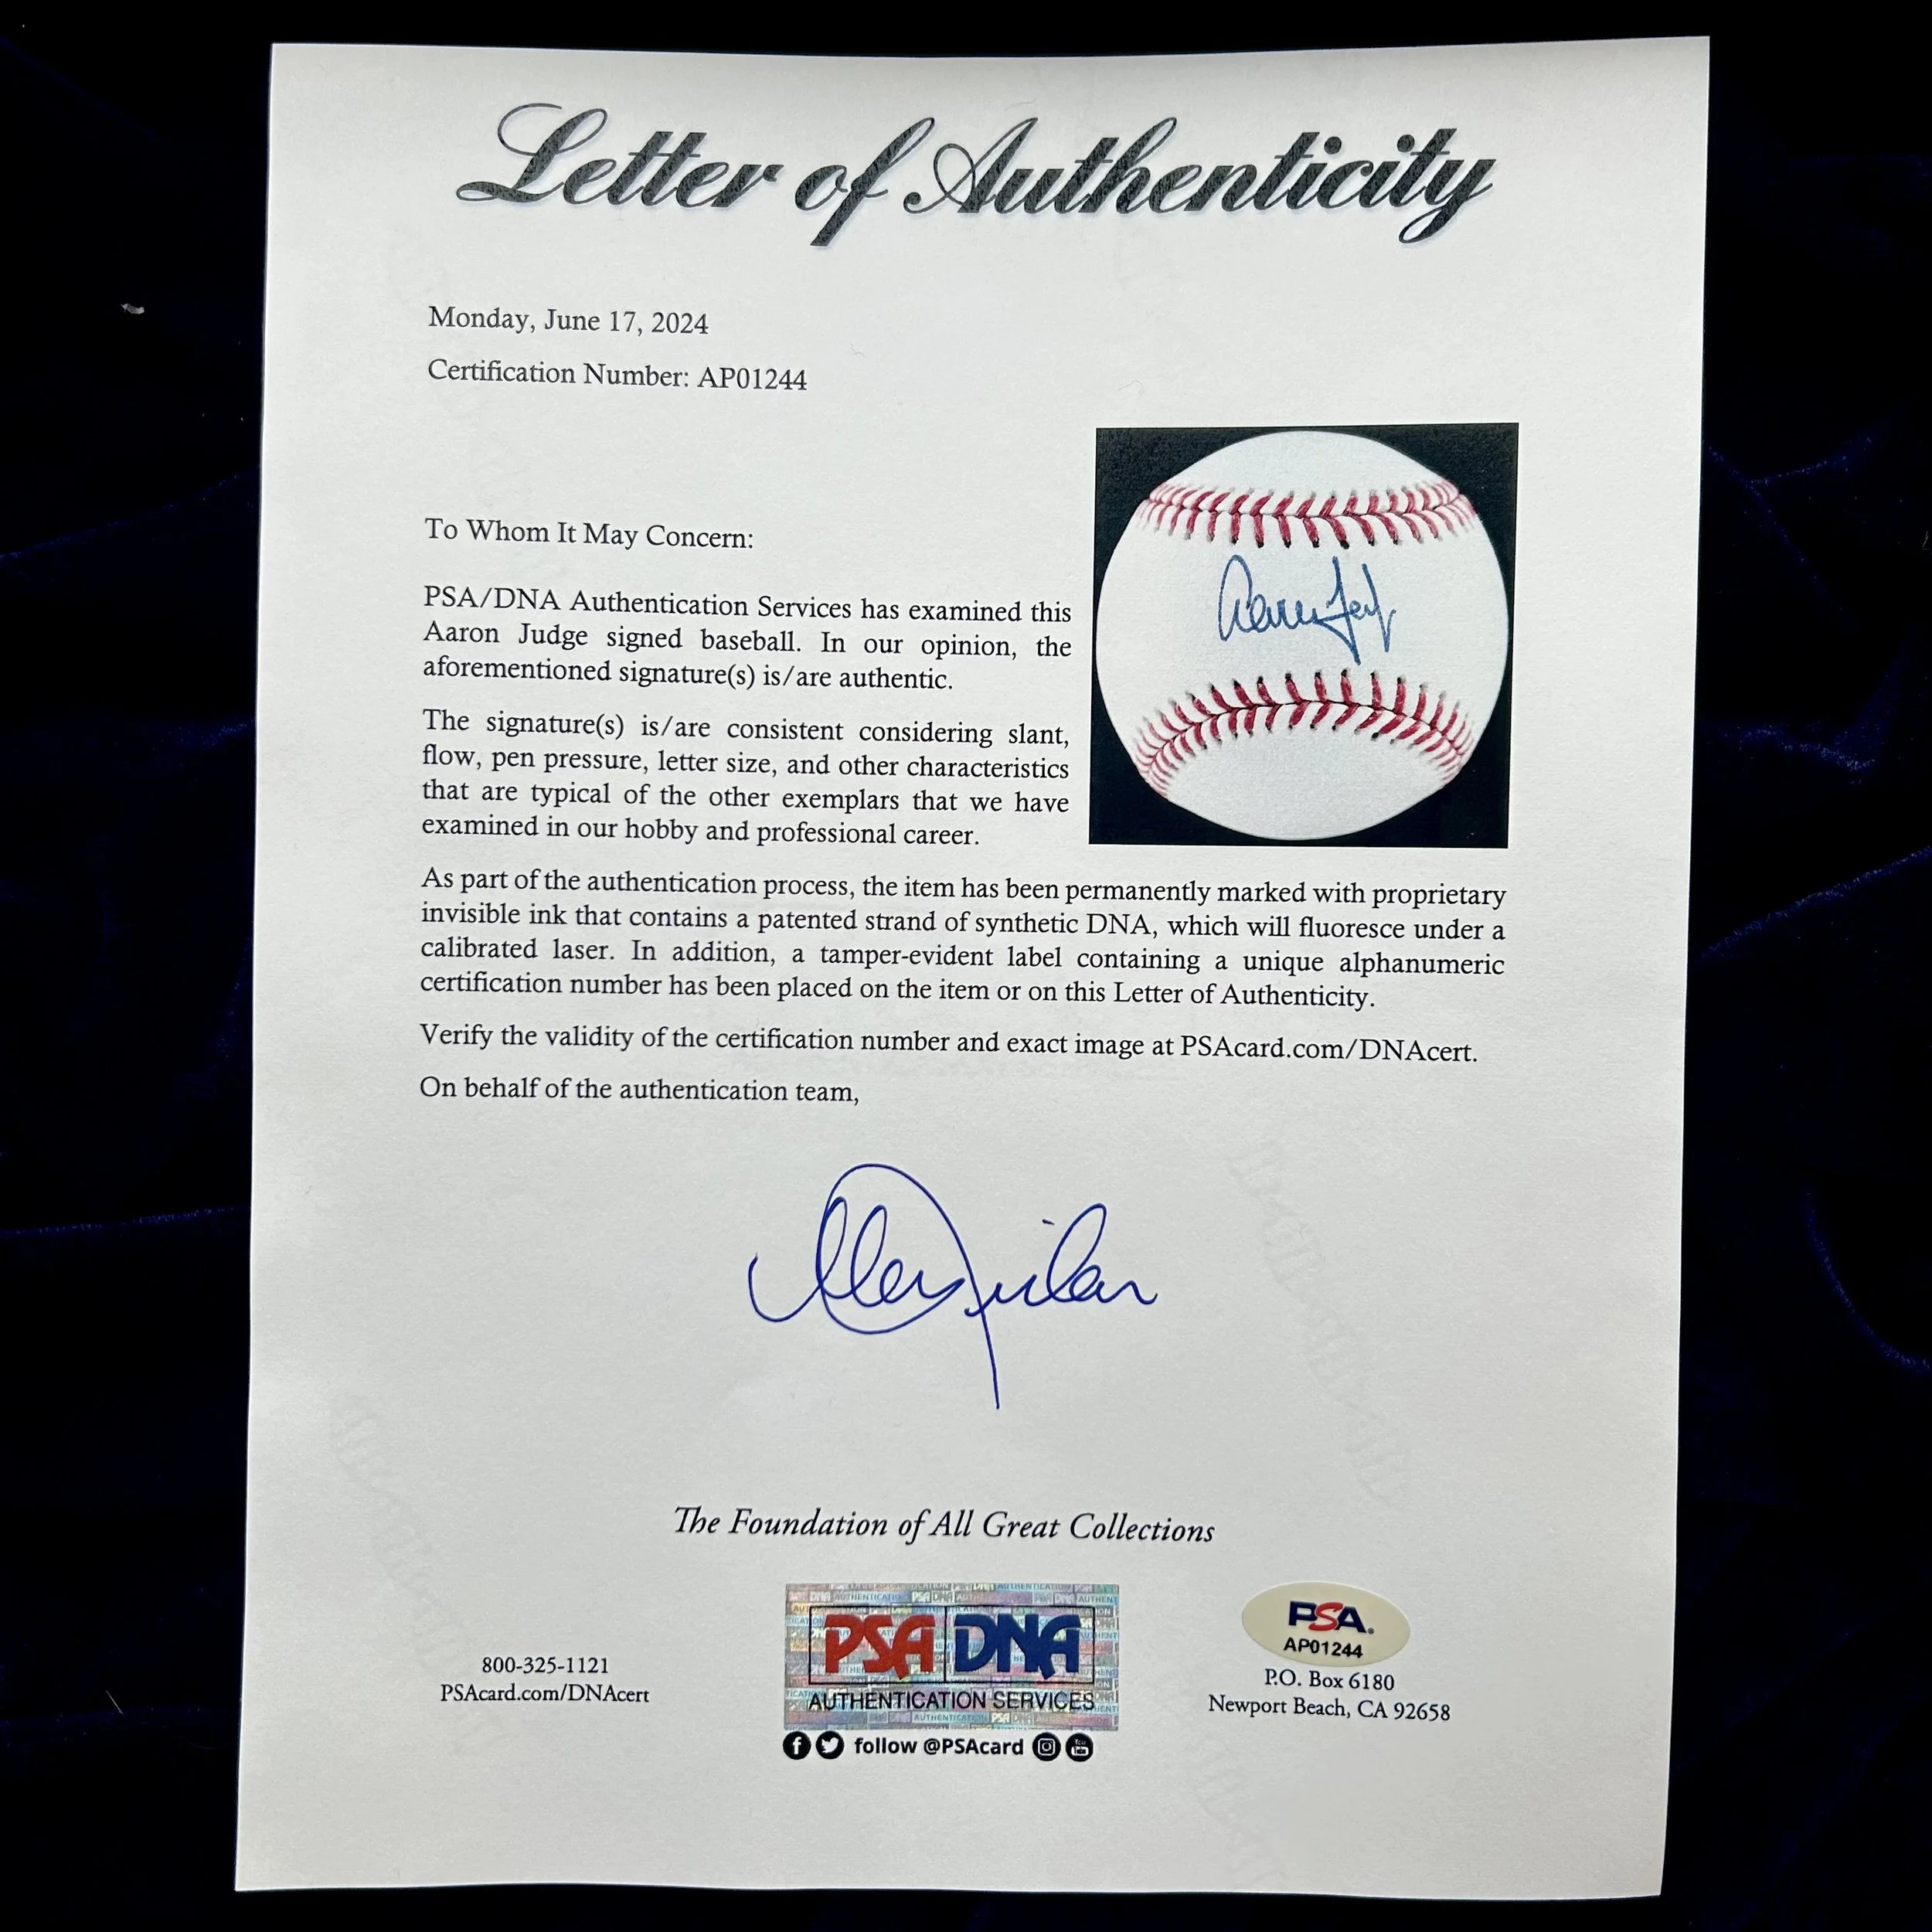 Letter of Authenticity
Monday, June 17, 2024
Certification Number: AP01244
To Whom It May Concern:
PSA/DNA Authentication Services has examined this
Aaron Judge signed baseball. In our opinion, the
aforementioned signature(s) is/are authentic.
The signature(s) is/are consistent considering slant,
flow, pen pressure, letter size, and other characteristics
that are typical of the other exemplars that we have
examined in our hobby and professional career.
As part of the authentication process, the item has been permanently marked with proprietary
invisible ink that contains a patented strand of synthetic DNA, which will fluoresce under a
calibrated laser. In addition, a tamper-evident label containing a unique alphanumeric
certification number has been placed on the item or on this Letter of Authenticity.
Verify the validity of the certification number and exact image at PSAcard.com/DNAcert.
On behalf of the authentication team,
The Foundation of All Great Collections
800-325-1121
PSAcard.com/DNAcert
PSA DNA
AUTHENTICATION SERVICES
follow @PSAcard
PSA.
AP01244
P.O. Box 6180
Newport Beach, CA 92658